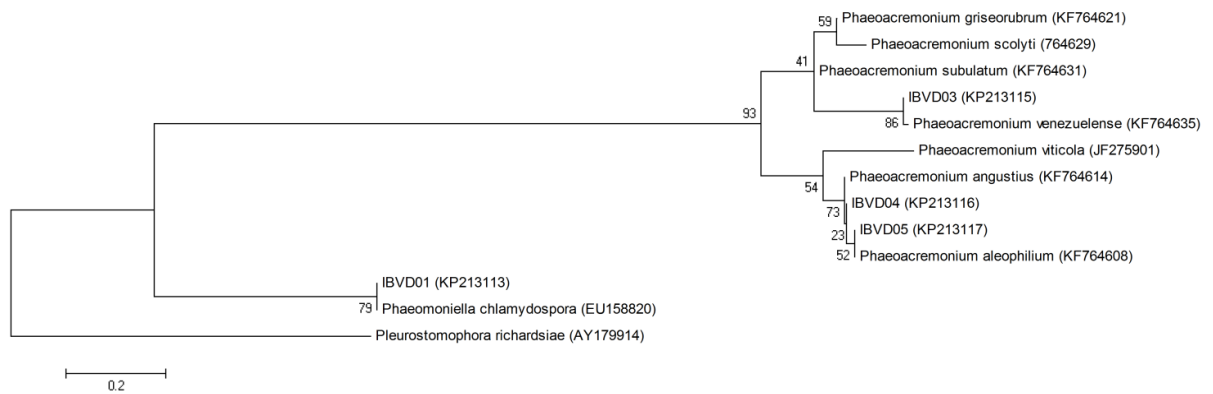 Phaeoacremonium griseorubrum (KF764621)
59
Phaeoacremonium scolyti (764629)
41
Phaeoacremonium subulatum (KF764631)
IBVD03 (KP213115)
93
86
Phaeoacremonium venezuelense (KF764635)
Phaeoacremonium viticola (JF275901)
54
Phaeoacremonium angustius (KF764614)
IBVD04 (KP213116)
73
IBVD05 (KP213117)
23
52
Phaeoacremonium aleophilium (KF764608)
IBVD01 (KP213113)
79
Phaeomoniella chlamydospora (EU158820)
Pleurostomophora richardsiae (AY179914)
0.2